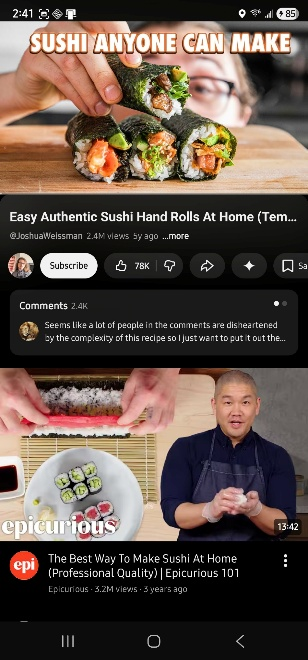 2:41
85
SUSHI ANYONE CAN MAKE
Easy Authentic Sushi Hand Rolls At Home (Tem...
@JoshuaWeissman 2.4M views 5y ago ...more
Subscribe 78K Sa
Comments 2.4K
Seems like a lot of people in the comments are disheartened
by the complexity of this recipe so I just want to put it out the...
epicurious
13:42
epi
The Best Way To Make Sushi At Home
(Professional Quality) | Epicurious 101
Epicurious · 3.2M views · 3 years ago